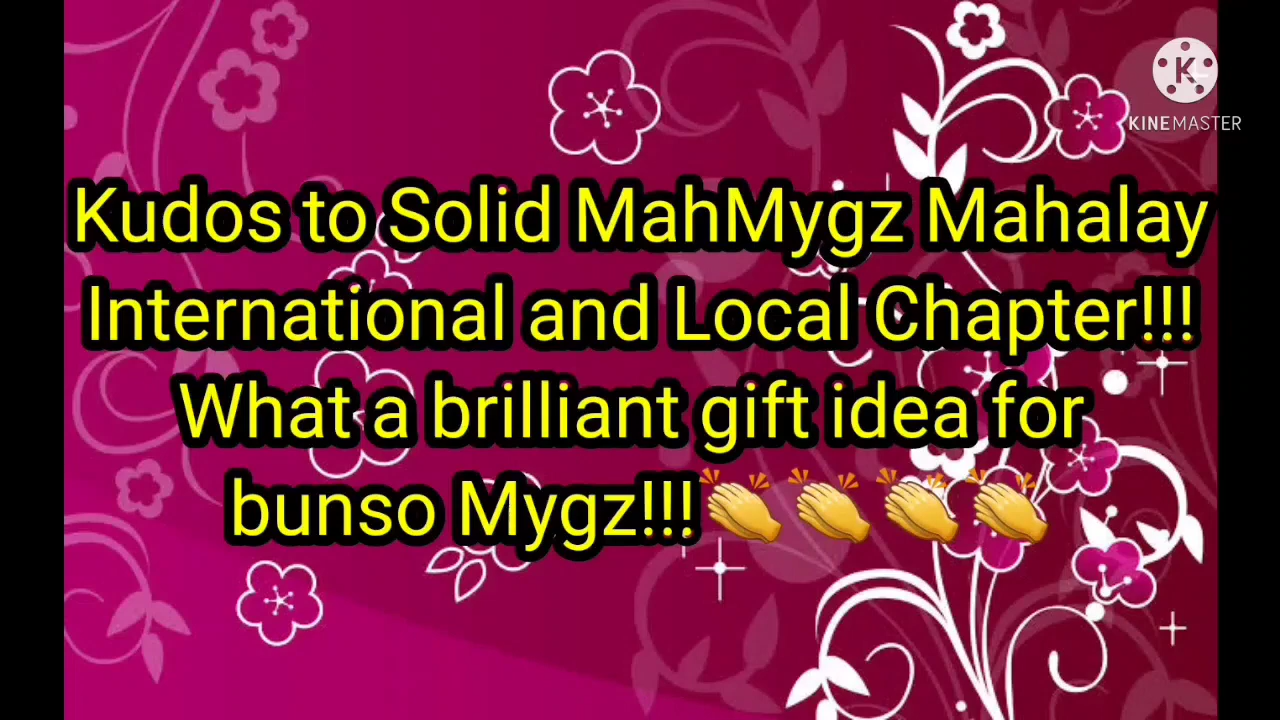 KINEMASTER
Kudos to Solid MahMygz Mahalay
International and Local Chapter!!!
What a brilliant gift idea for
bunso Mygz!!!👏👏👏👏